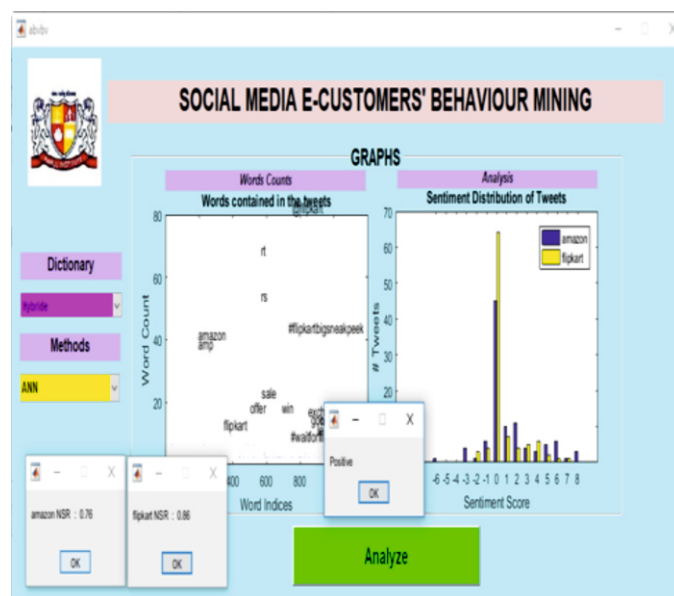 abvbv
SOCIAL MEDIA E-CUSTOMERS' BEHAVIOUR MINING
GRAPHS
Words Counts
Analysis
Words contained in the tweets
Sentiment Distribution of Tweets
Dictionary
Hybride
Methods
ANN
Word Count
80
60
40
20
@flipkart
rt
rs
#flipkartbigsneakpeek
amazon
amp
sale
offer
win
exch
flipkart
400 600 800
Word Indices
# Tweets
70
60
50
40
30
20
amazon
flipkart
-6 -5 -4 -3 -2 -1 0 1 2 3 4 5 6 7 8
Sentiment Score
Positive
OK
amazon NSR : 0.76
OK
flipkart NSR : 0.86
OK
Analyze